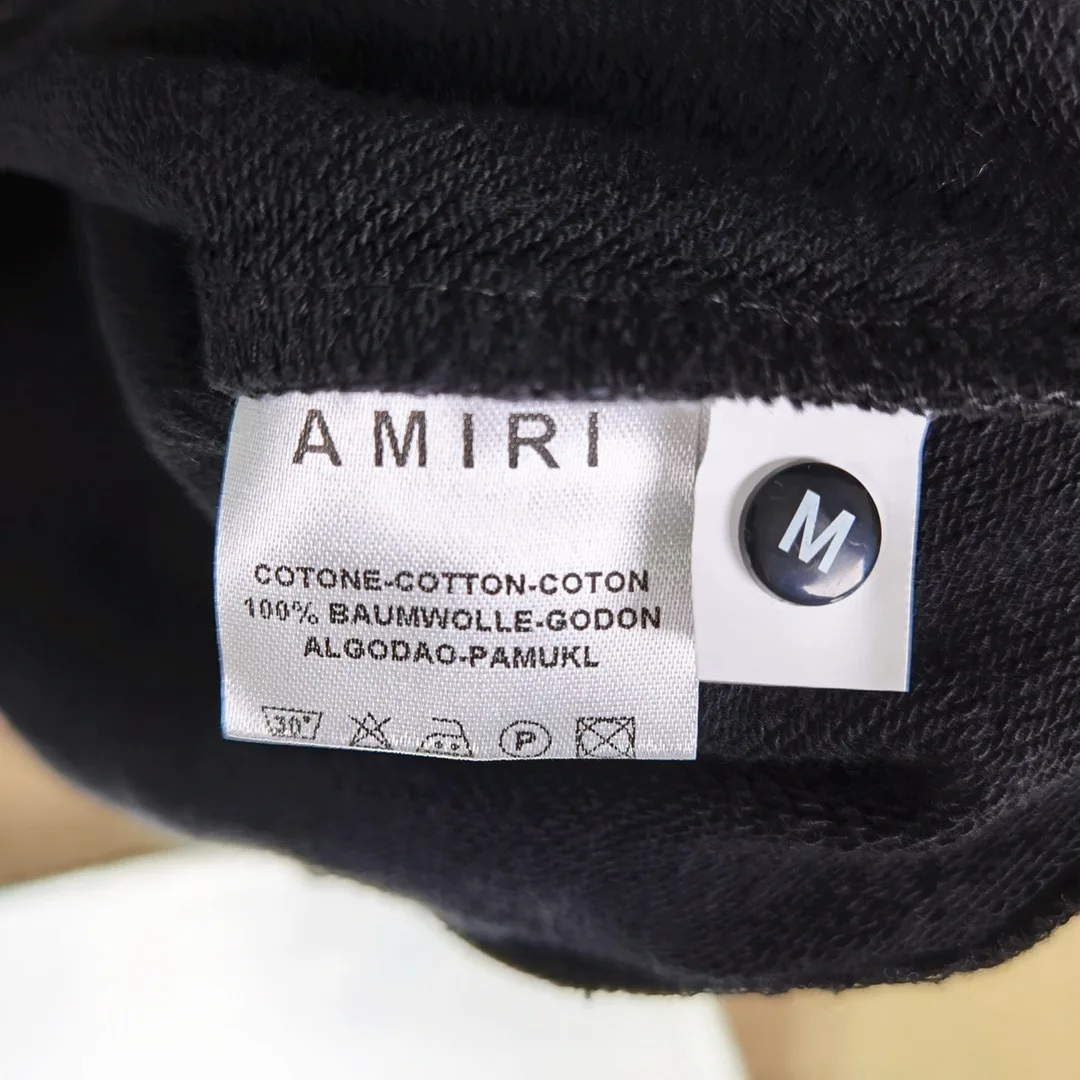 AMIRI
M
COTONE-COTTON-COTON
100% BAUMWOLLE-GODON
ALGODAO-PAMUKL
30°
P